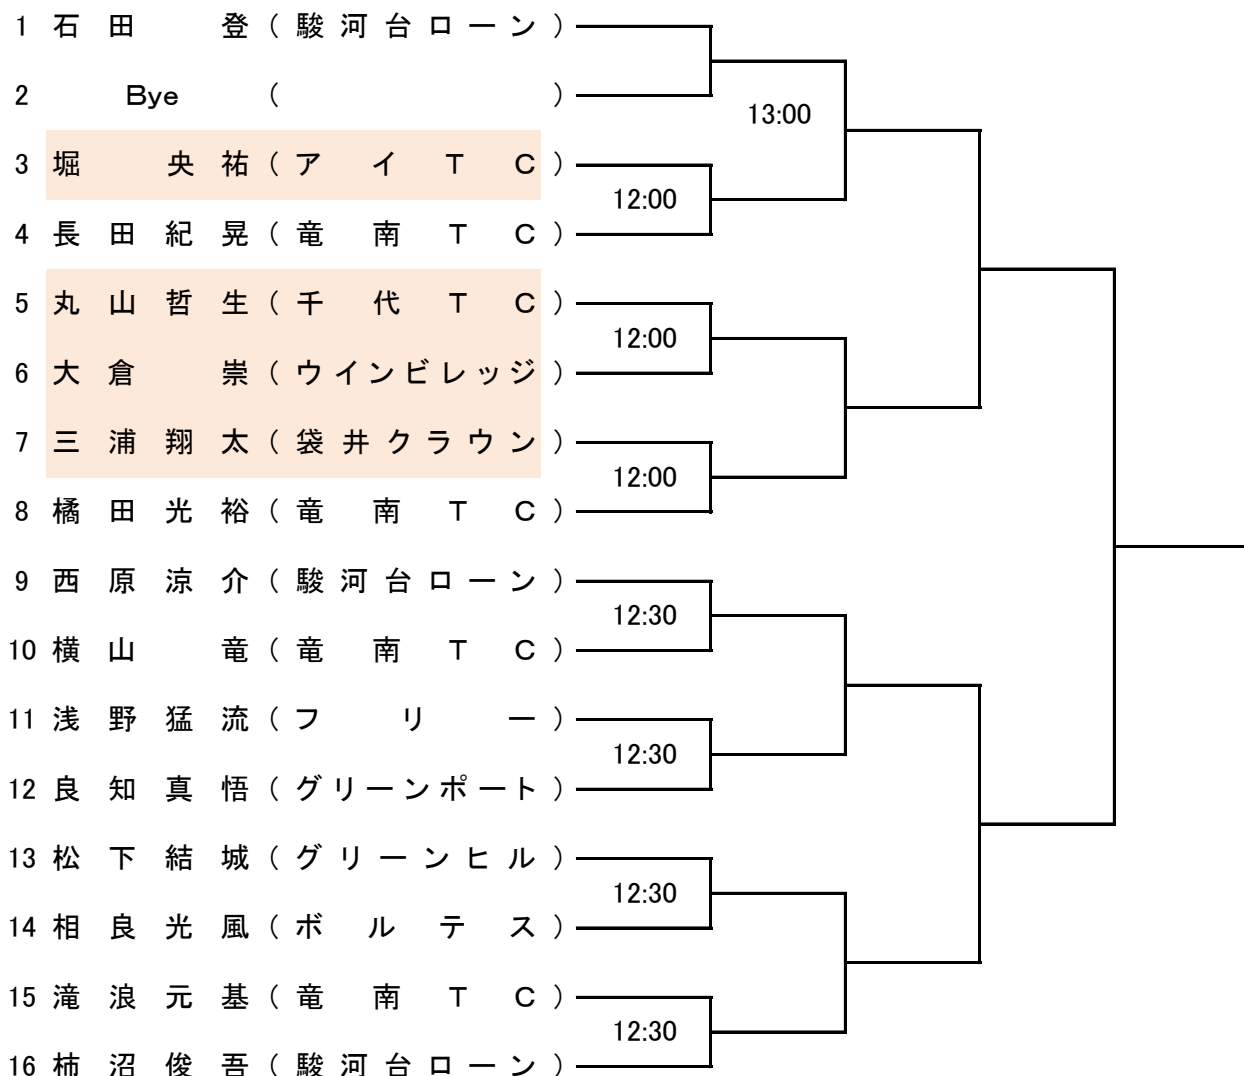 1 石田 登 (駿河台ローン)
2 Bye ( )
13:00
3 堀 央祐 (アイTC)
12:00
4 長田紀晃 (竜南TC)
5 丸山哲生 (千代TC)
12:00
6 大倉 崇 (ウインビレッジ)
7 三浦翔太 (袋井クラウン)
12:00
8 橘田光裕 (竜南TC)
9 西原涼介 (駿河台ローン)
12:30
10 横山 竜 (竜南TC)
11 浅野猛流 (フリー)
12:30
12 良知真悟 (グリーンポート)
13 松下結城 (グリーンヒル)
12:30
14 相良光風 (ボルテス)
15 滝浪元基 (竜南TC)
12:30
16 柿沼俊吾 (駿河台ローン)